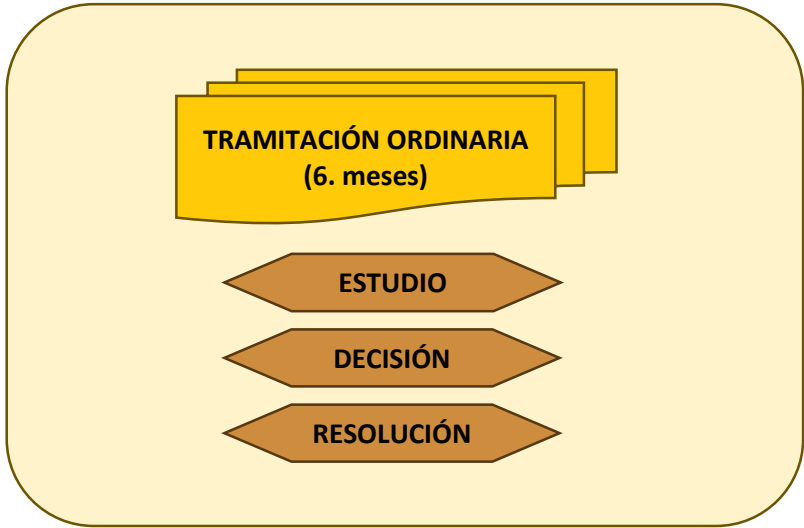 TRAMITACIÓN ORDINARIA
(6. meses)
ESTUDIO
DECISIÓN
RESOLUCIÓN